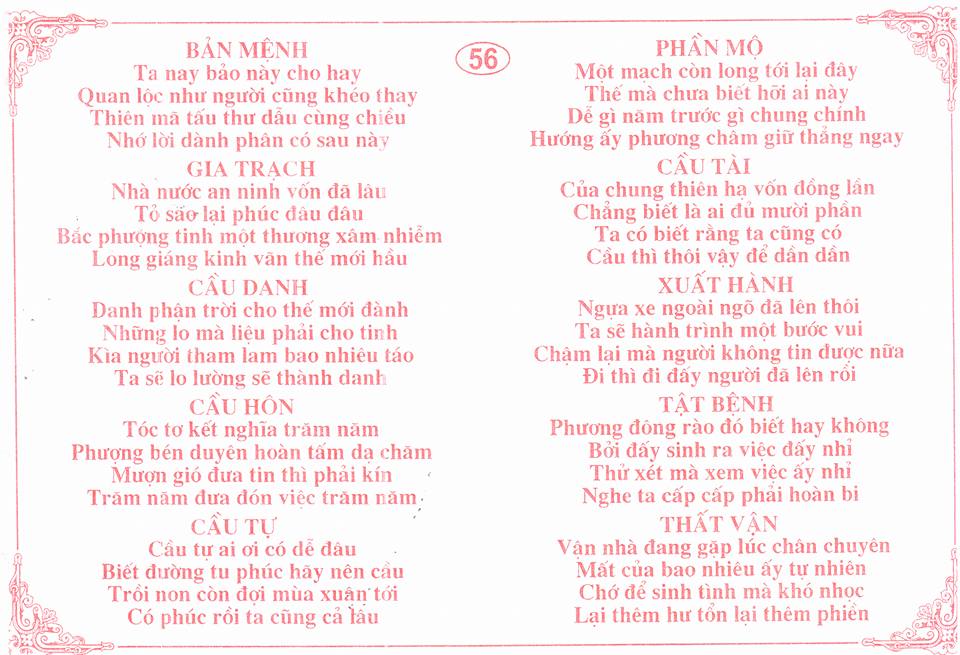 BẢN MỆNH
Ta nay bảo này cho hay
Quan lộc như người cũng khéo thay
Thiên mã tấu thư dẫu cùng chiếu
Nhớ lời dành phân có sau này
GIA TRẠCH
Nhà nước an ninh vốn đã lâu
Tỏ sao lại phúc đâu đâu
Bắc phượng tinh một thương xâm nhiễm
Long giáng kinh văn thế mới hầu
CẦU DANH
Danh phận trời cho thế mới đành
Những lo mà liệu phải cho tinh
Kìa người tham lam bao nhiêu táo
Ta sẽ lo lường sẽ thành danh
CẦU HÔN
Tóc tơ kết nghĩa trăm năm
Phượng bén duyên hoàn tấm dạ chăm
Mượn gió đưa tin thì phải kín
Trăm năm đưa đón việc trăm năm
CẦU TỰ
Cầu tự ai ơi có dễ đâu
Biết đường tu phúc hãy nên cầu
Trồi non còn đợi mùa xuân tới
Có phúc rồi ta cũng cả lâu
56
PHẦN MỘ
Một mạch còn long tới lại đây
Thế mà chưa biết hỡi ai này
Dễ gì năm trước gì chung chính
Hướng ấy phương châm giữ thẳng ngay
CẦU TÀI
Của chung thiên hạ vốn đồng lần
Chẳng biết là ai đủ mười phần
Ta có biết rằng ta cũng có
Cầu thì thôi vậy để dần dần
XUẤT HÀNH
Ngựa xe ngoài ngõ đã lên thôi
Ta sẽ hành trình một bước vui
Chậm lại mà người không tin được nữa
Đi thì đi đấy người đã lên rồi
TẬT BỆNH
Phương đông rào đó biết hay không
Bởi đấy sinh ra việc đấy nhỉ
Thử xét mà xem việc ấy nhỉ
Nghe ta cấp cấp phải hoàn bi
THẤT VẬN
Vận nhà đang gặp lúc chân chuyên
Mất của bao nhiêu ấy tự nhiên
Chớ để sinh tình mà khó nhọc
Lại thêm hư tổn lại thêm phiền